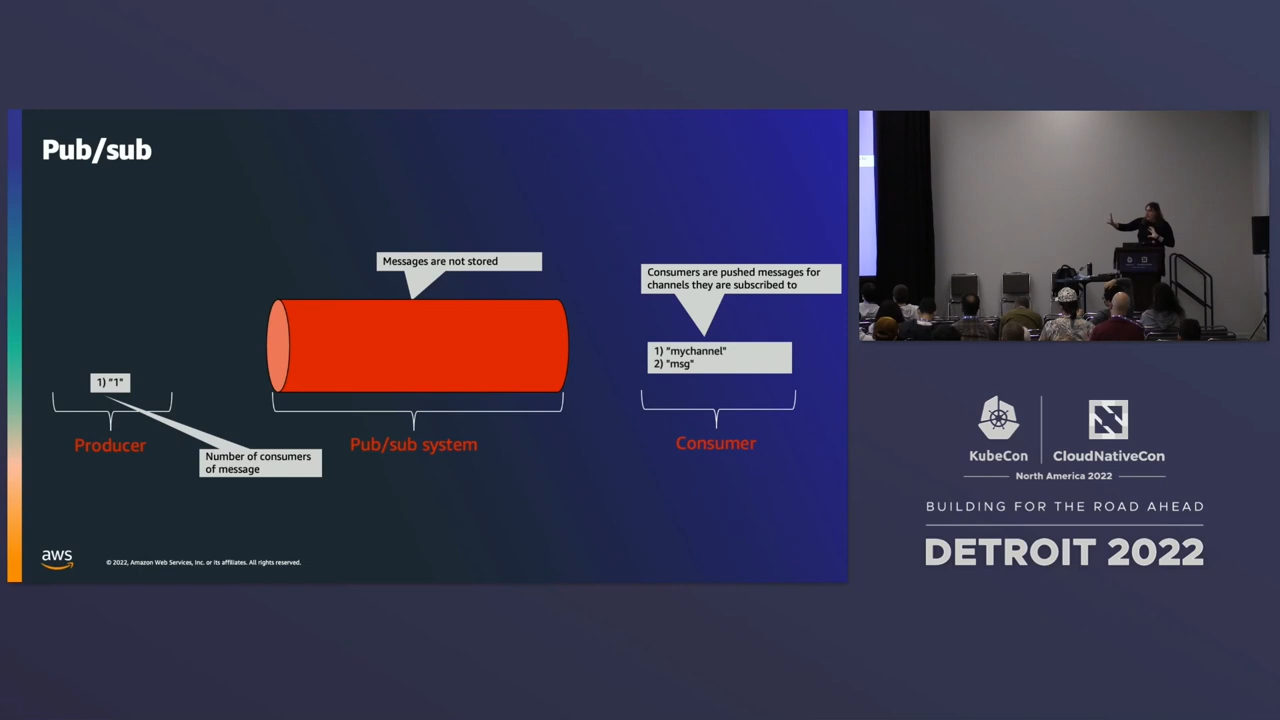 Pub/sub
Messages are not stored
Consumers are pushed messages for
channels they are subscribed to
1) "mychannel"
2) "msg"
1) "1"
Producer
Number of consumers
of message
Pub/sub system
Consumer
aws
© 2022, Amazon Web Services, Inc. or its affiliates. All rights reserved.
KubeCon
CloudNativeCon
North America 2022
BUILDING FOR THE ROAD AHEAD
DETROIT 2022